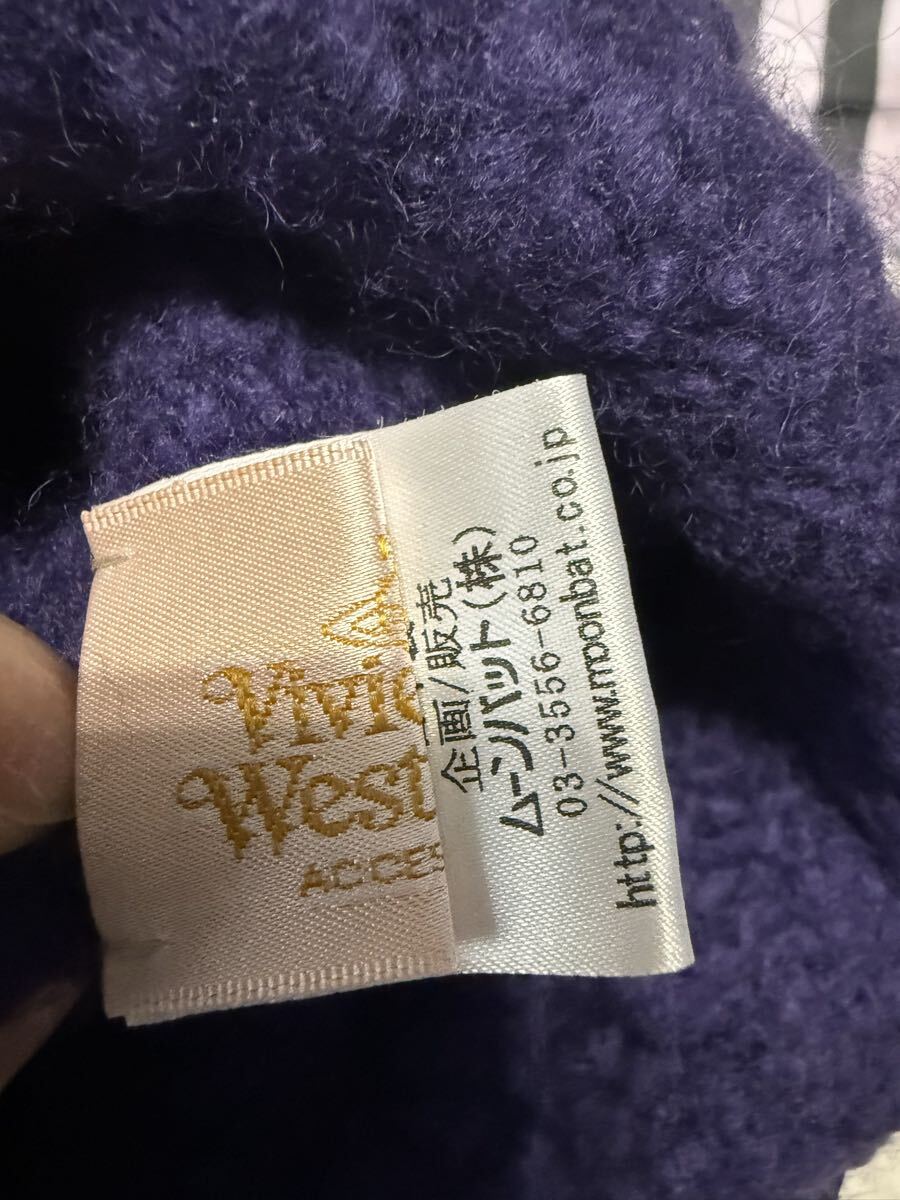 Vivi
West
ACCES
企画/販売
ムーンバット(株)
03-3556-6810
http://www.moonbat.co.jp